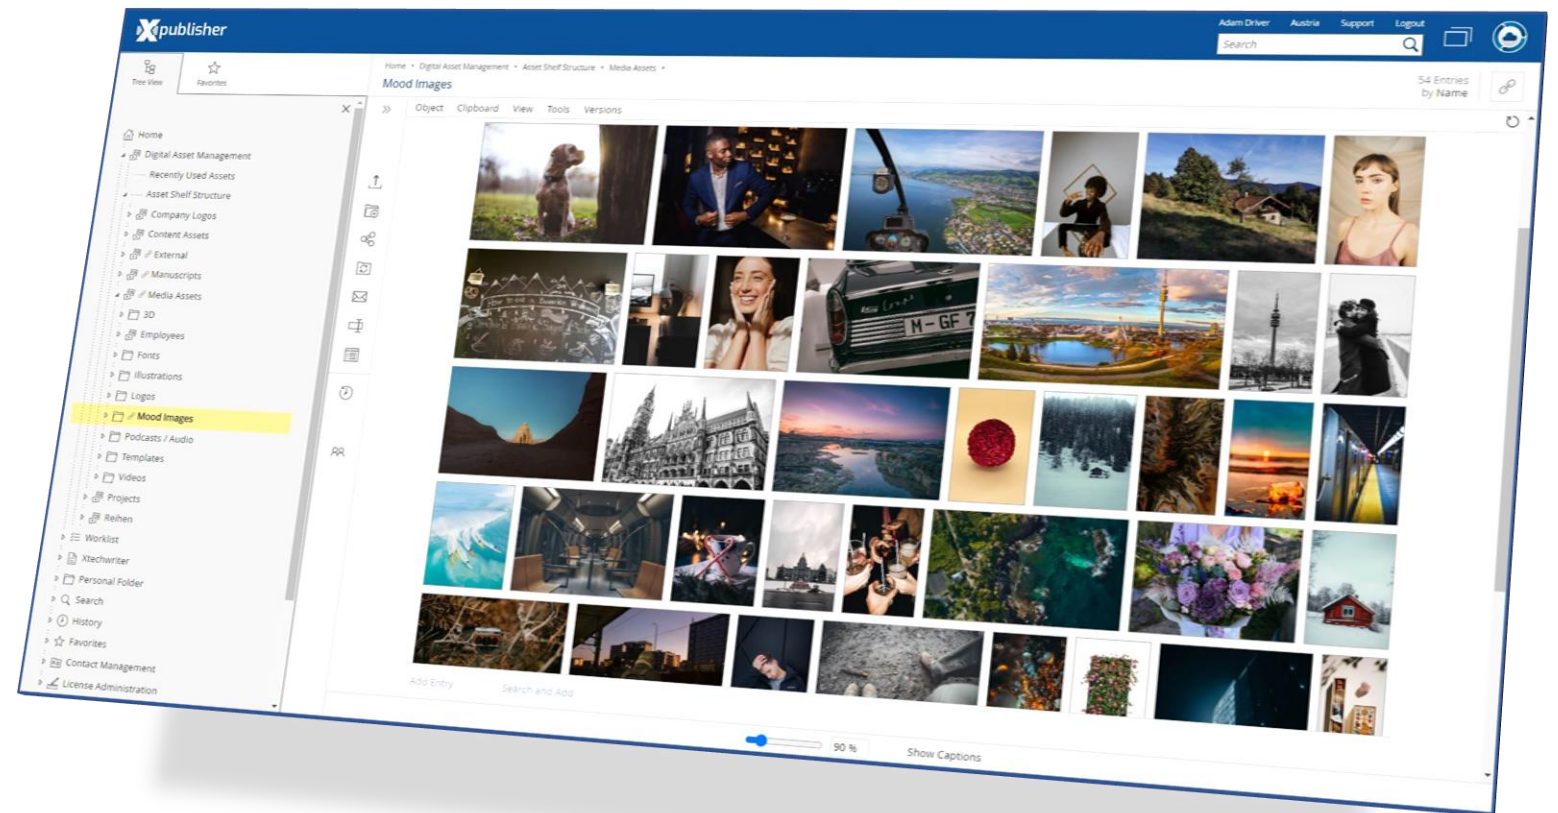 Xpublisher
Adam Driver Austria Support Logout
Search
Tree View Favorites
Home • Digital Asset Management • Asset Shelf Structure • Media Assets •
Mood Images
54 Entries
by Name
Object Clipboard View Tools Versions
Home
Digital Asset Management
Recently Used Assets
Asset Shelf Structure
Company Logos
Content Assets
External
Manuscripts
Media Assets
3D
Employees
Fonts
Illustrations
Logos
Mood Images
Podcasts / Audio
Templates
Videos
Projects
Reihen
Worklist
Xtechwriter
Personal Folder
Search
History
Favorites
Contact Management
License Administration
M-GF 7
Add Entry Search and Add
90 % Show Captions